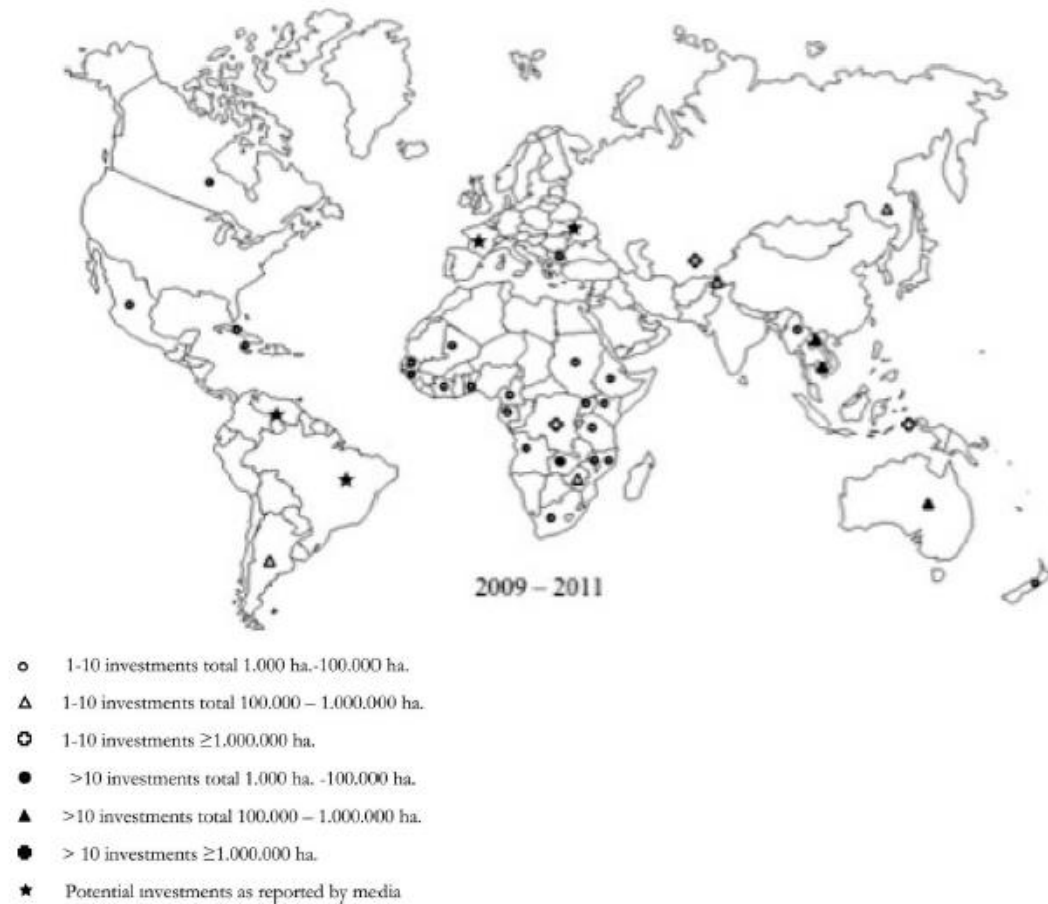 2009 – 2011
1-10 investments total 1.000 ha.-100.000 ha.
1-10 investments total 100.000 – 1.000.000 ha.
1-10 investments ≥1.000.000 ha.
>10 investments total 1.000 ha. -100.000 ha.
>10 investments total 100.000 – 1.000.000 ha.
> 10 investments ≥1.000.000 ha.
Potential investments as reported by media